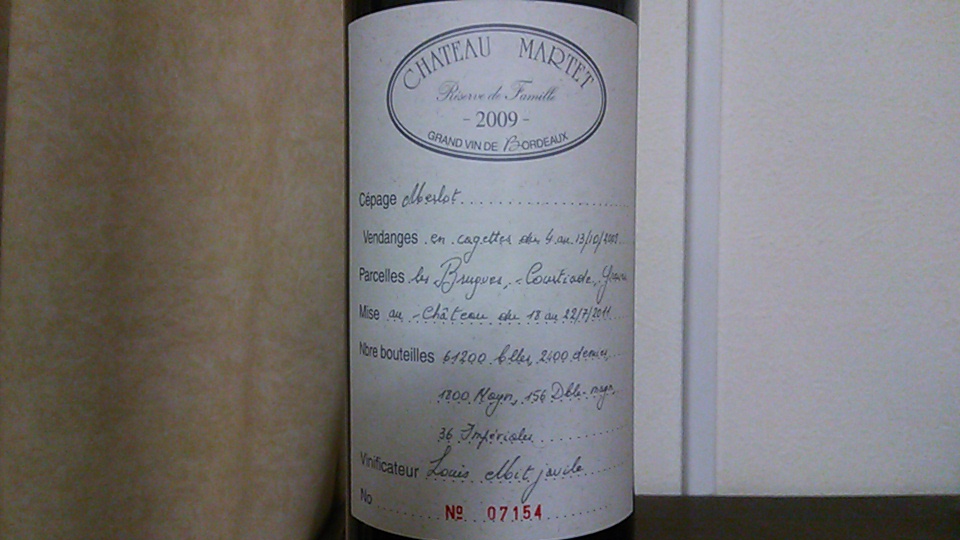 CHATEAU MARTET
Réserve de Famille
- 2009 -
GRAND VIN DE BORDEAUX
Cépage Merlot
Vendanges en cagettes du 4 au 13/10/2009
Parcelles les Brugues, Courtiade,
Mise au Château du 18 au 22/7/2011
Nbre bouteilles 61200 blles, 2400 demies,
1800 Magn, 156 Dble-magn
36 Impériales
Vinificateur Louis Mitjavile
No
Nº 07154